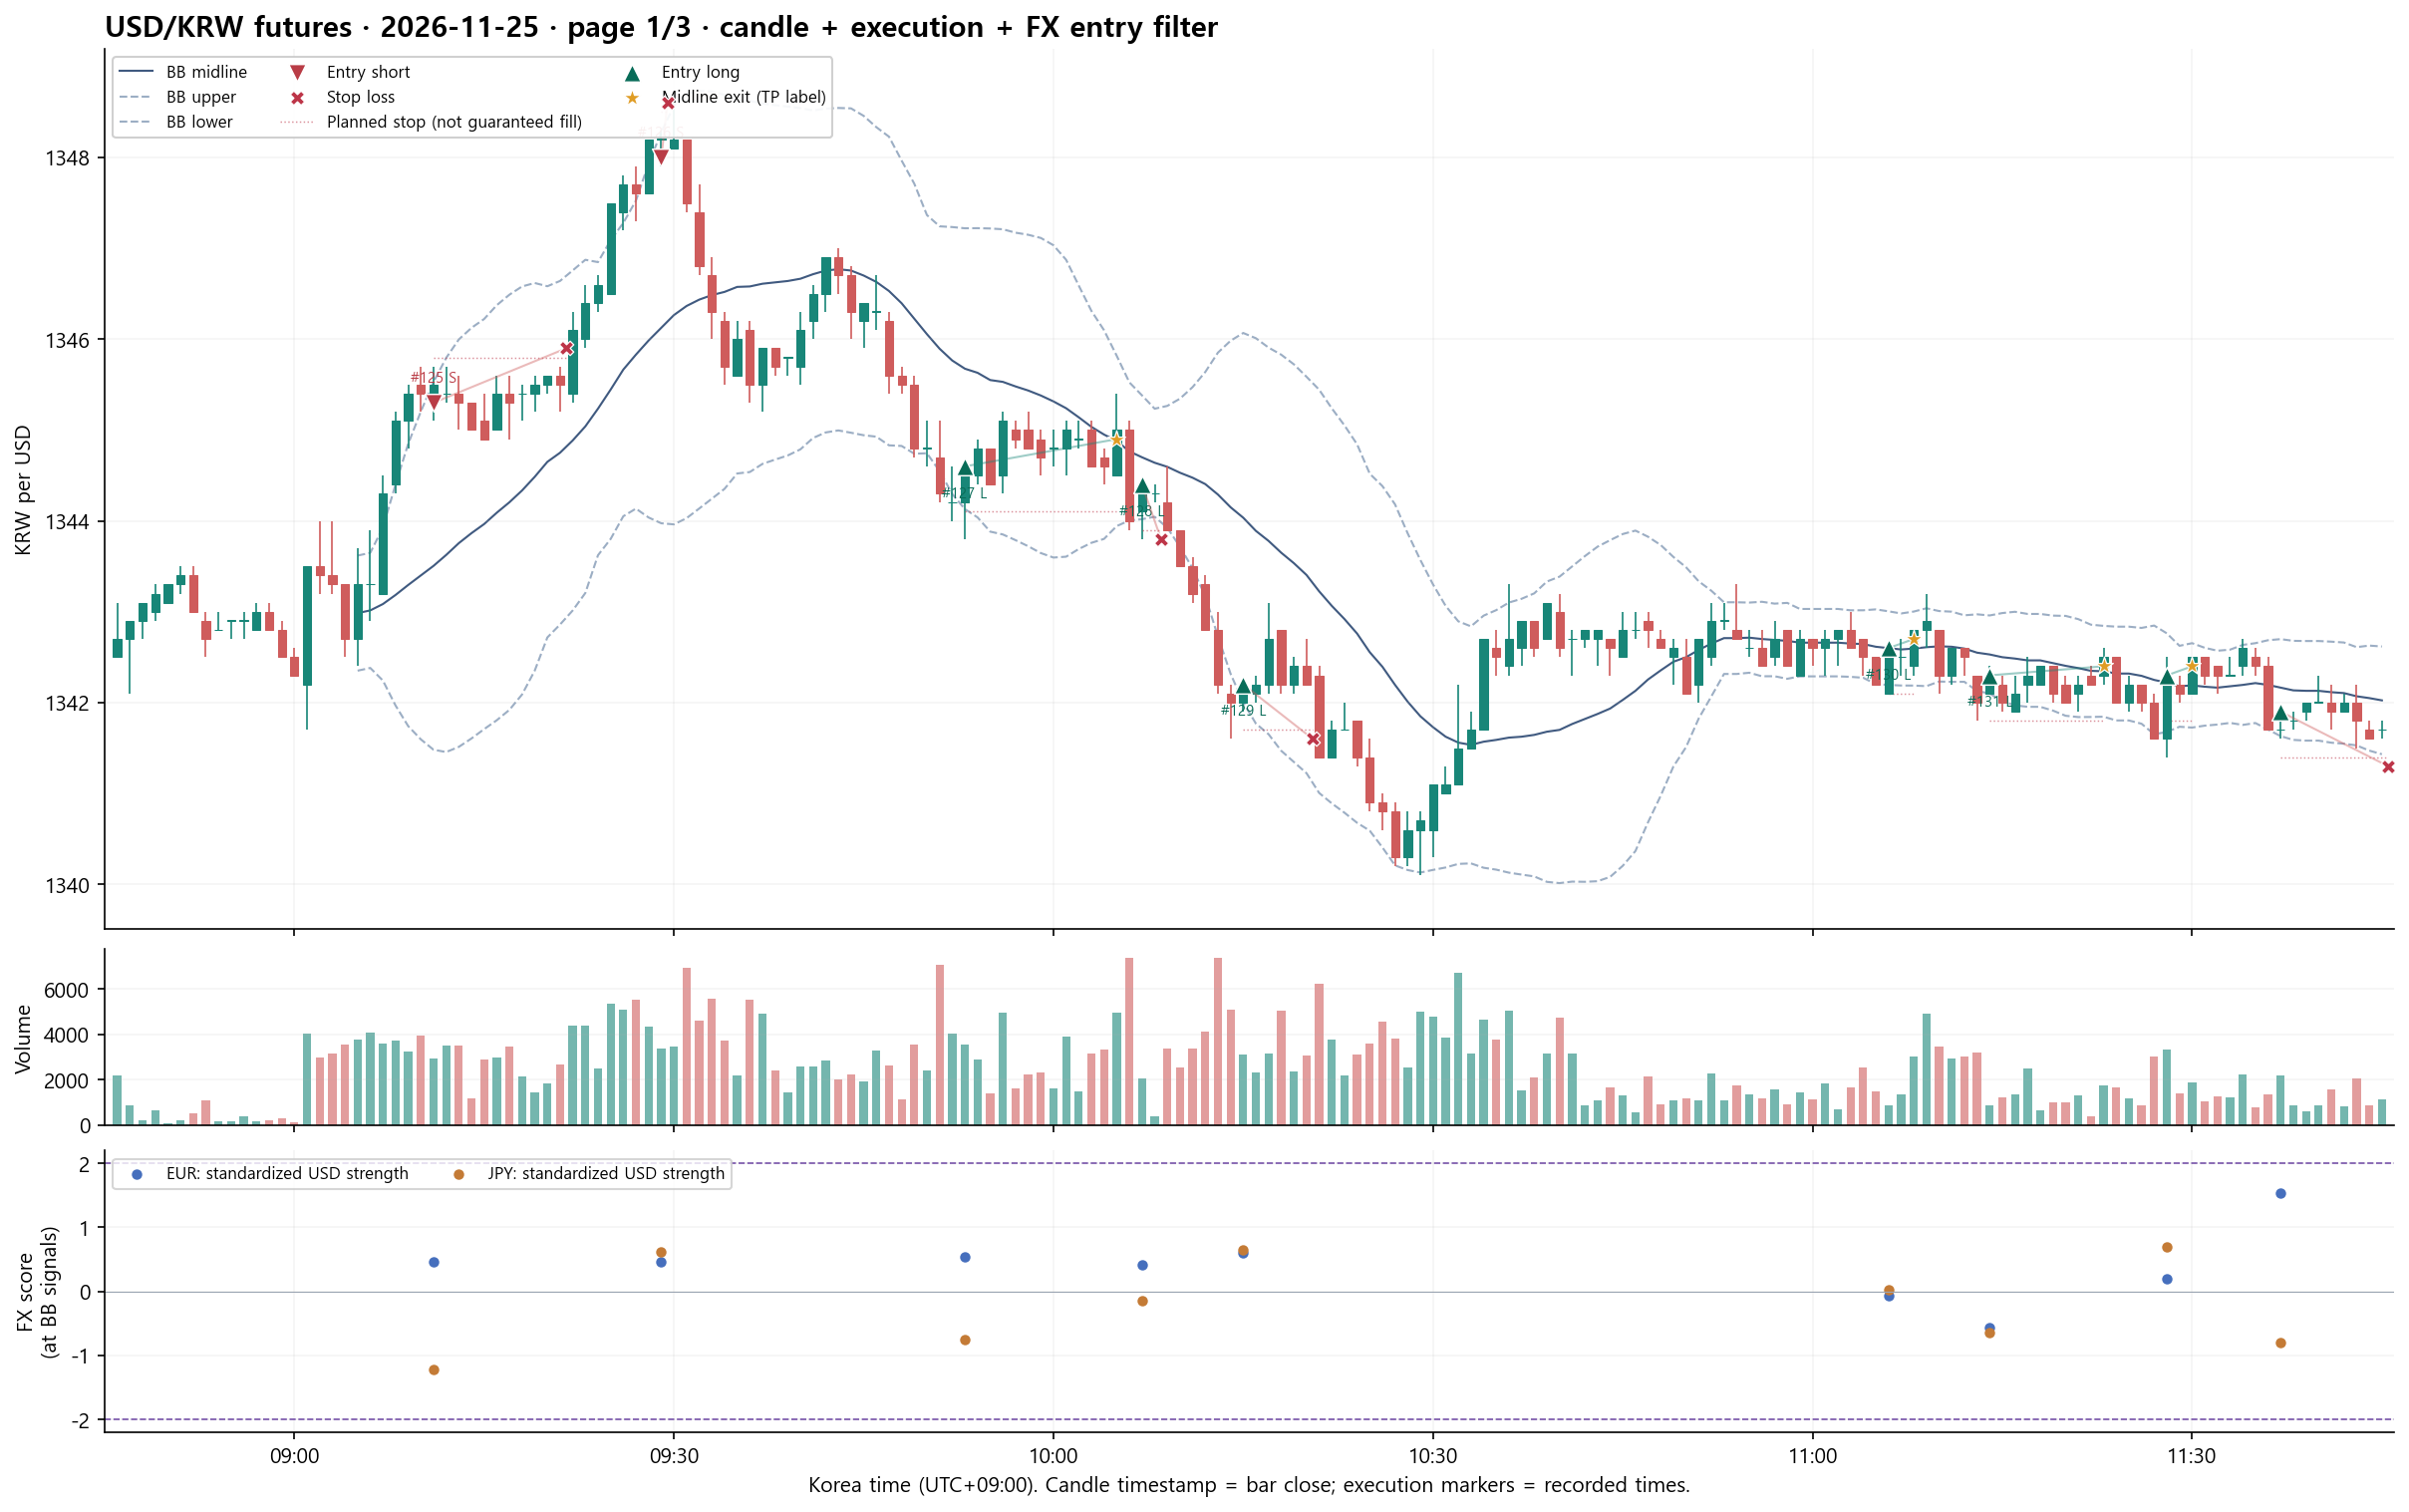 USD/KRW futures · 2026-11-25 · page 1/3 · candle + execution + FX entry filter
BB midline
BB upper
BB lower
Entry short
Stop loss
Planned stop (not guaranteed fill)
Entry long
Midline exit (TP label)
KRW per USD
1348
1346
1344
1342
1340
#125 S
#127 L
#128 L
#129 L
#130 L
#131 L
Volume
6000
4000
2000
0
EUR: standardized USD strength
JPY: standardized USD strength
FX score
(at BB signals)
2
1
0
-1
-2
09:00
09:30
10:00
10:30
11:00
11:30
Korea time (UTC+09:00). Candle timestamp = bar close; execution markers = recorded times.